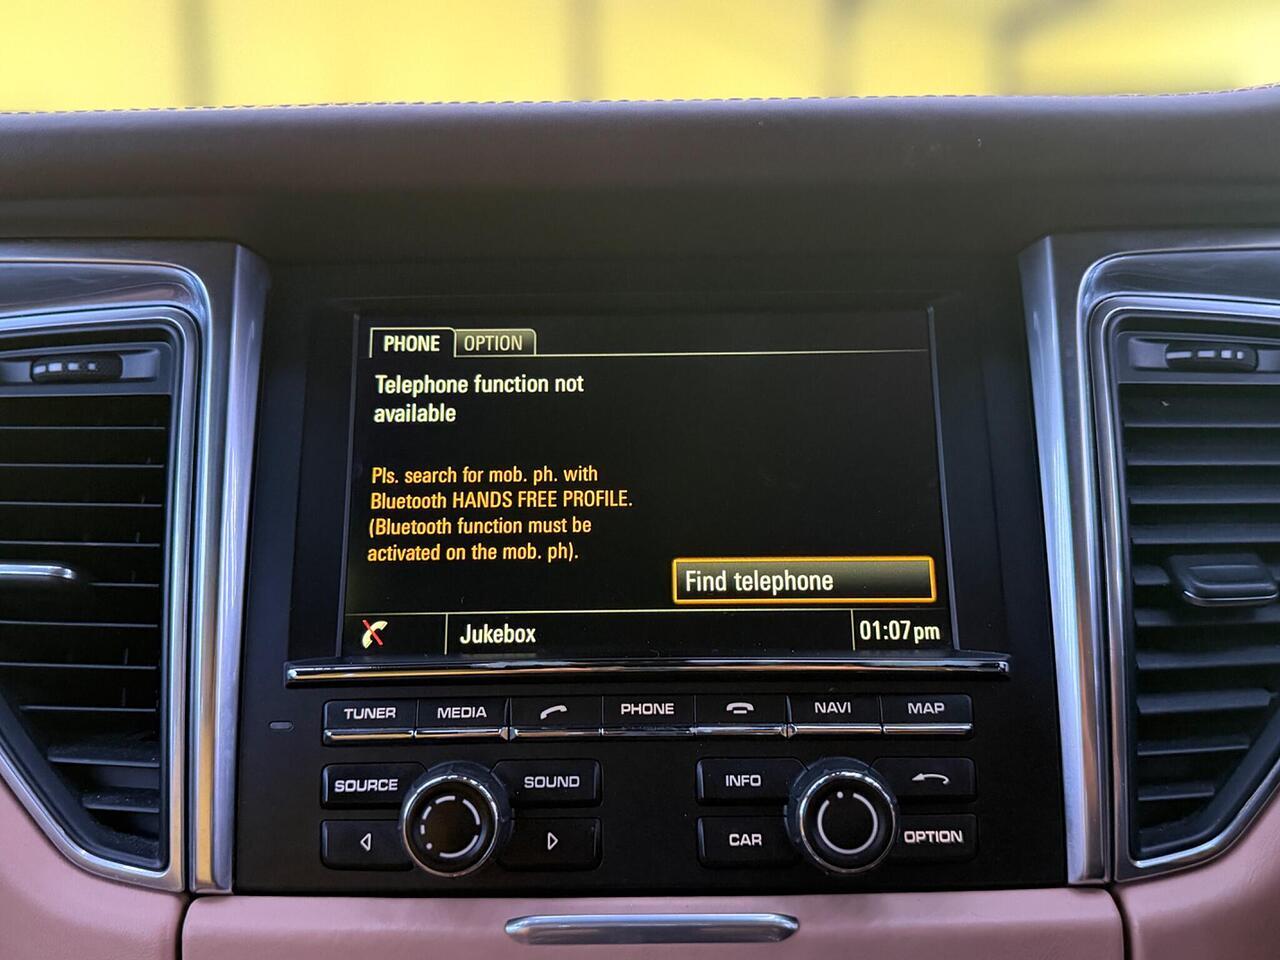 PHONE OPTION
Telephone function not
available
Pls. search for mob. ph. with
Bluetooth HANDS FREE PROFILE.
(Bluetooth function must be
activated on the mob. ph).
Find telephone
Jukebox 01:07pm
TUNER MEDIA PHONE NAVI MAP
SOURCE SOUND INFO
CAR OPTION